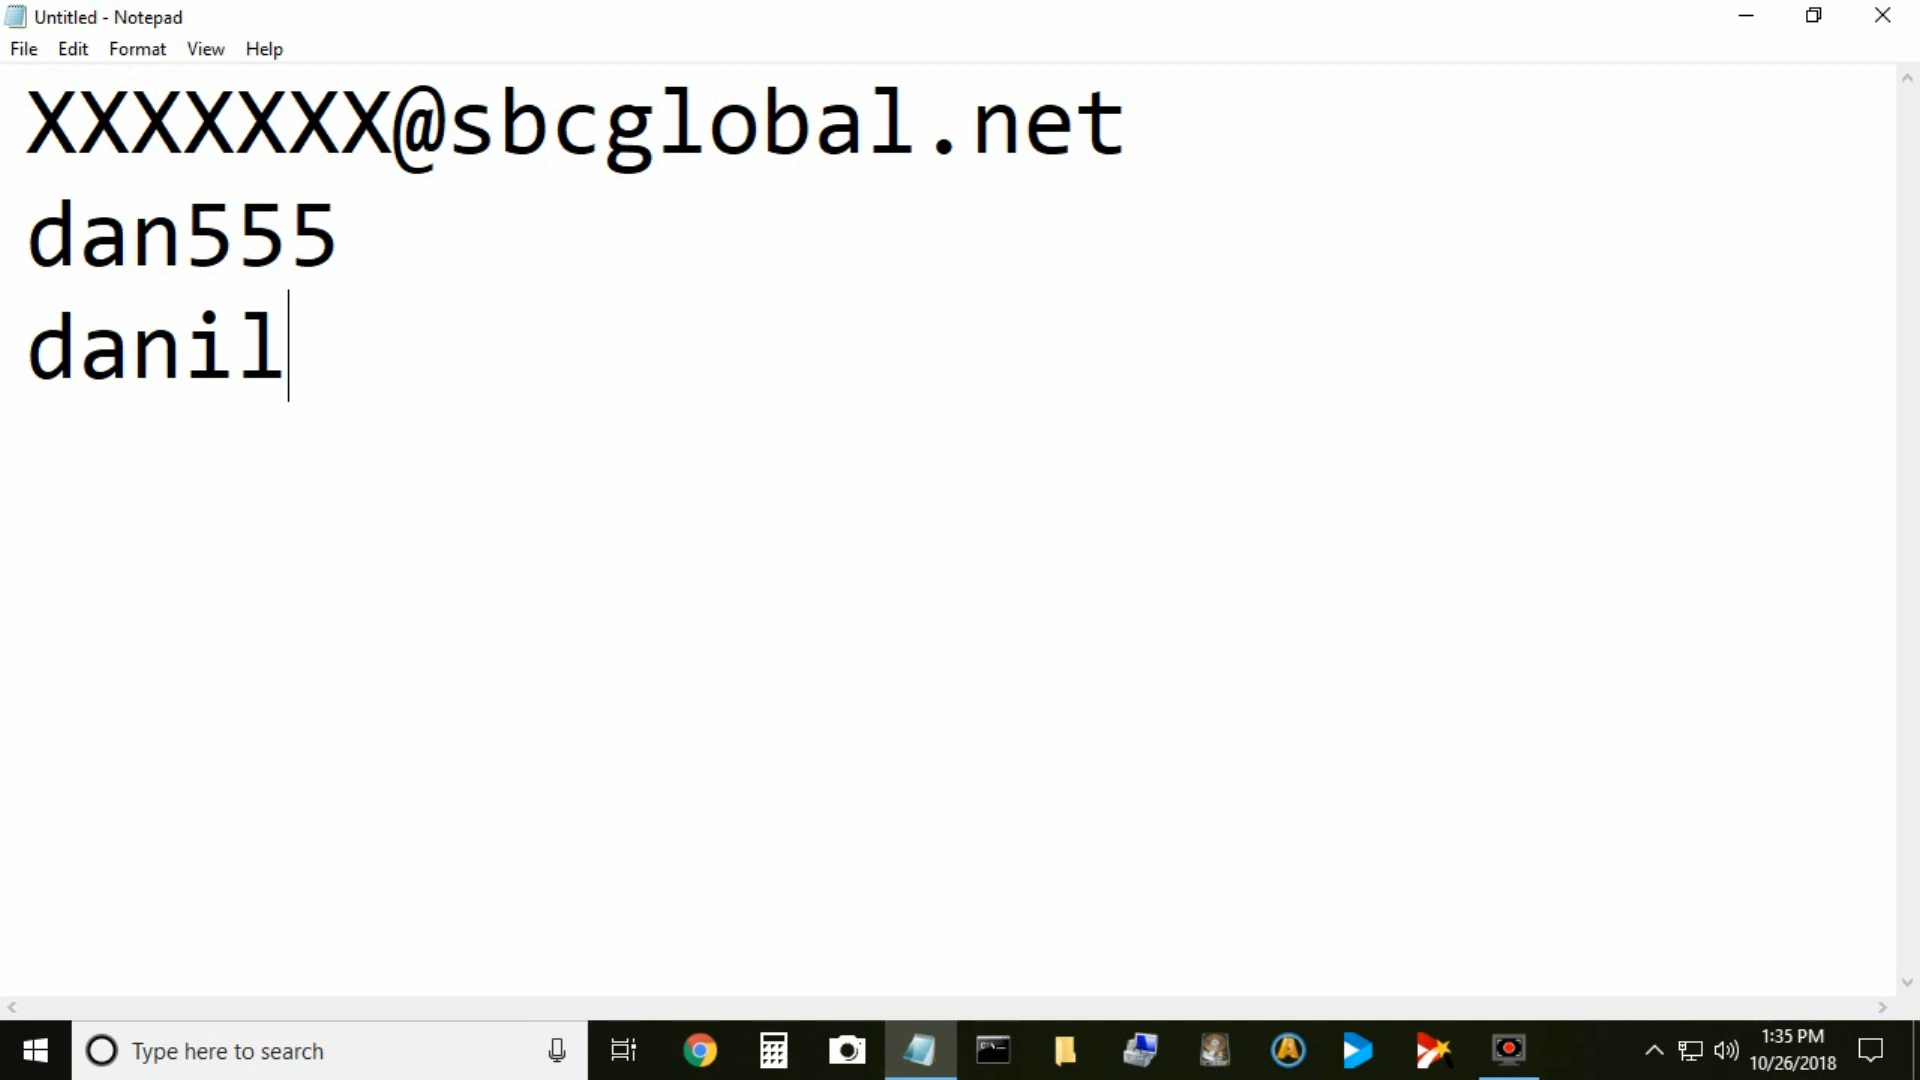 Untitled - Notepad
File Edit Format View Help
XXXXXXX@sbcglobal.net
dan555
danil
Type here to search
1:35 PM
10/26/2018